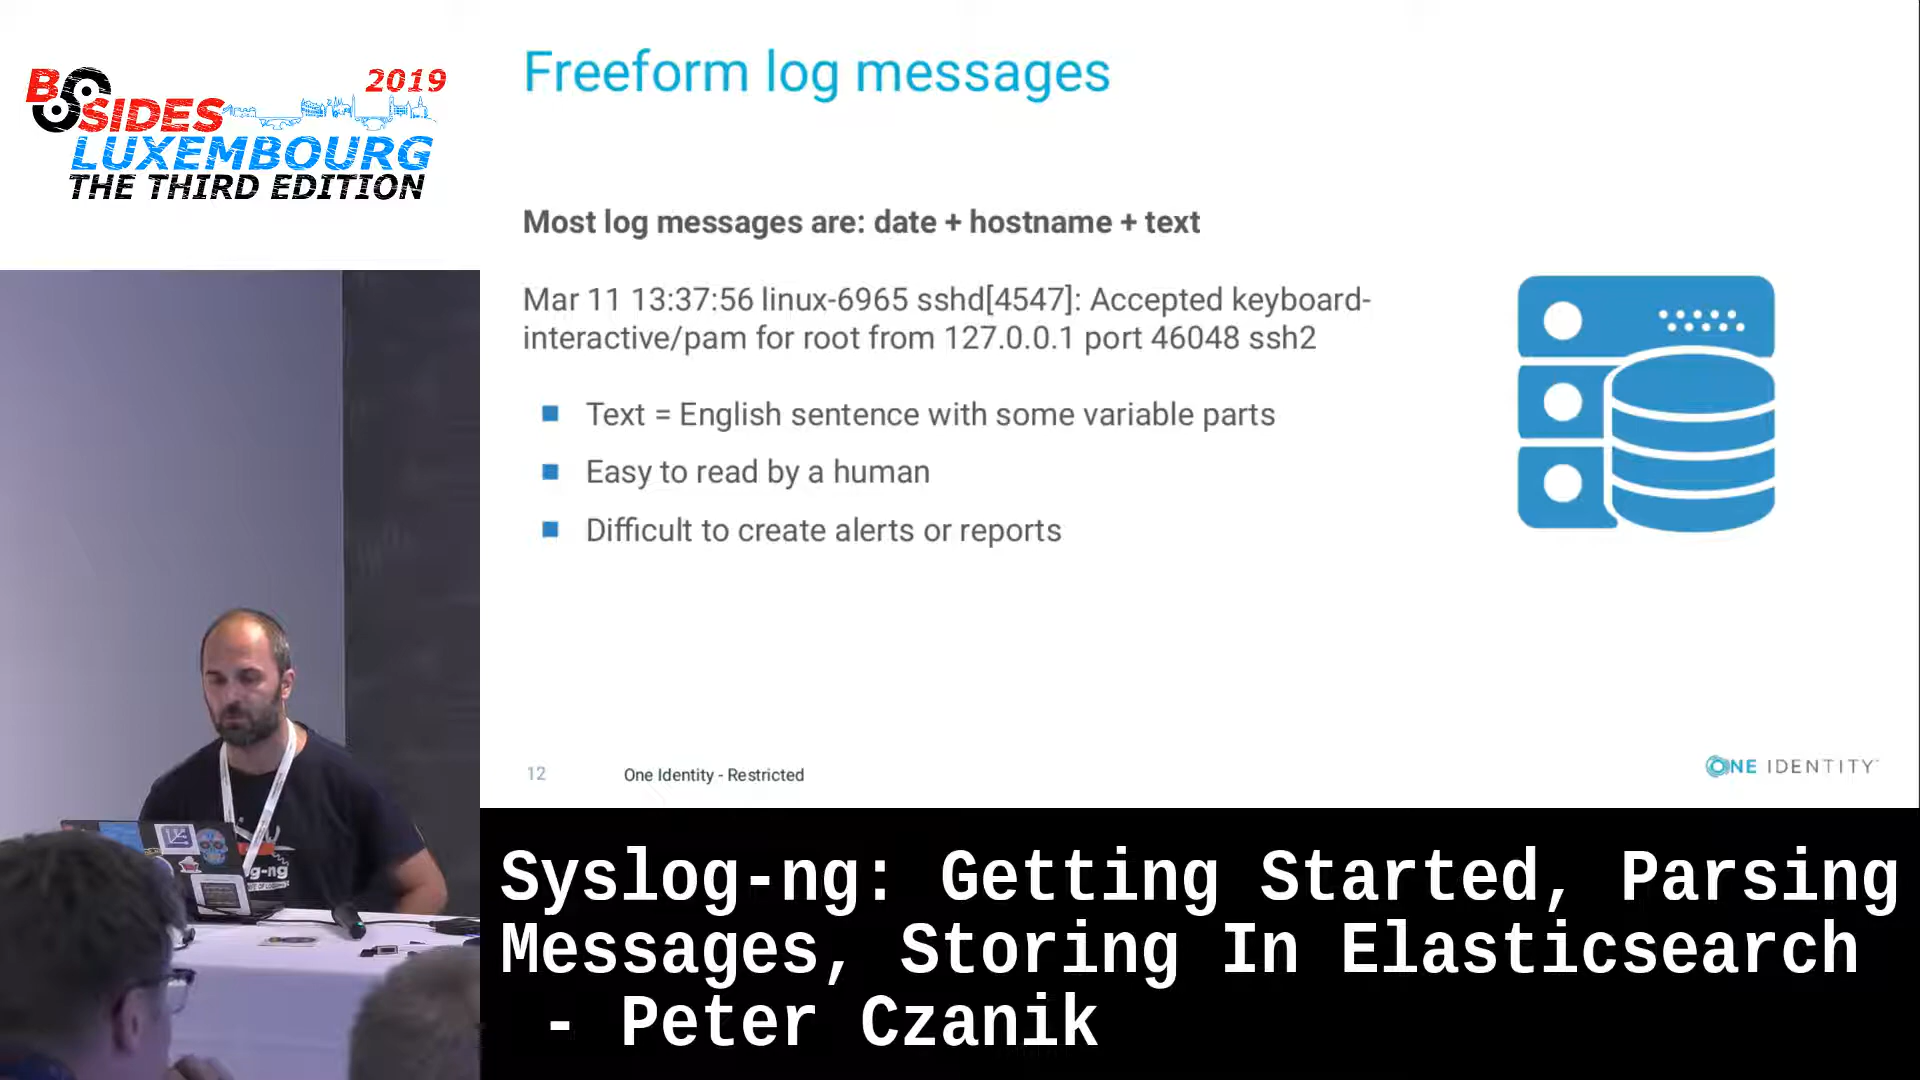 BSIDES 2019
LUXEMBOURG
THE THIRD EDITION
Freeform log messages
Most log messages are: date + hostname + text
Mar 11 13:37:56 linux-6965 sshd[4547]: Accepted keyboard-
interactive/pam for root from 127.0.0.1 port 46048 ssh2
Text = English sentence with some variable parts
Easy to read by a human
Difficult to create alerts or reports
12 One Identity - Restricted
ONE IDENTITY
g-ng
Syslog-ng: Getting Started, Parsing
Messages, Storing In Elasticsearch
- Peter Czanik